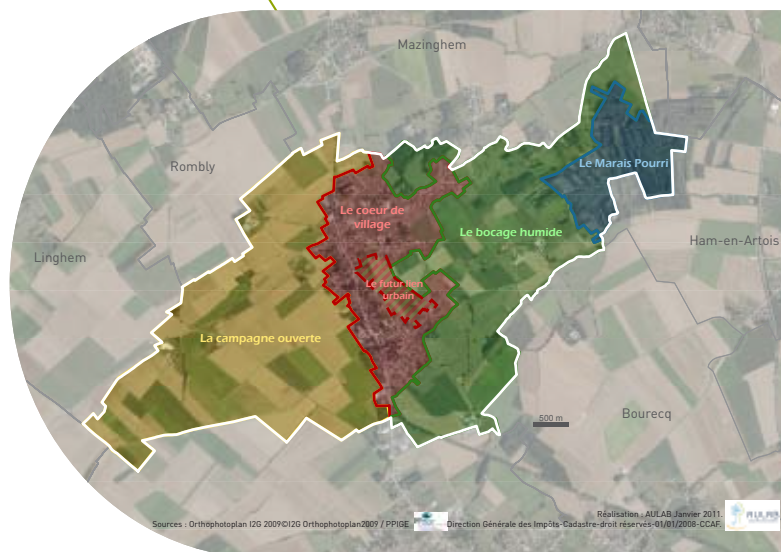 Mazinghem
Rombly
Le Marais Pourri
Le coeur de
village
Le bocage humide
Ham-en-Artois
Linghem
Le futur lien
urbain
La campagne ouverte
500 m
Bourecq
Réalisation : AULAB Janvier 2011.
Sources : Orthophotoplan I2G 2009©I2G Orthophotoplan2009 / PPIGE
Direction Générale des Impôts-Cadastre-droit réservés-01/01/2008-CCAF.
AULAB